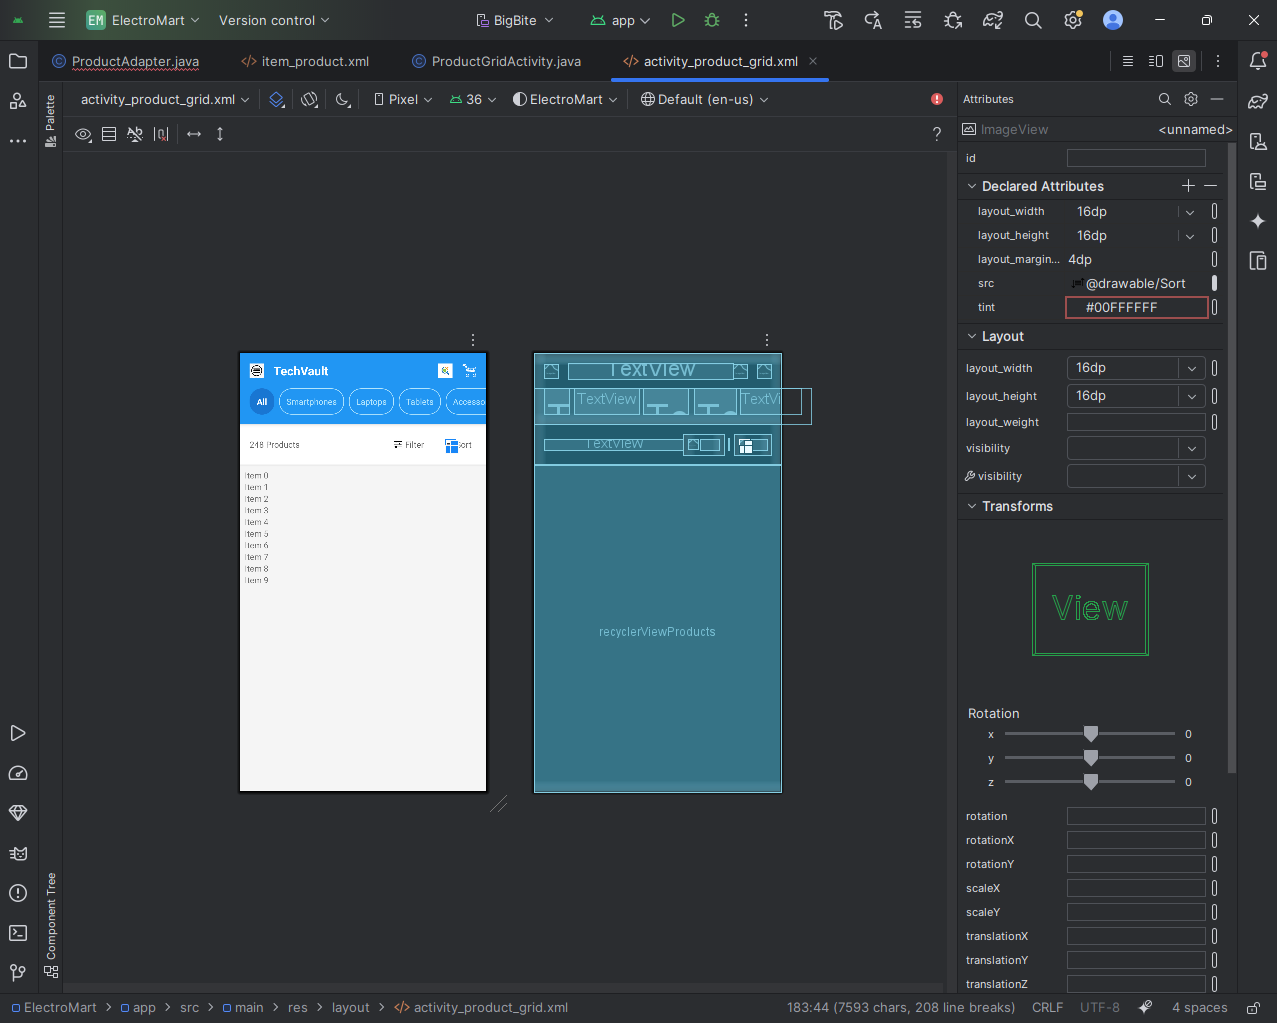 EM ElectroMart Version control BigBite app
ProductAdapter.java item_product.xml ProductGridActivity.java activity_product_grid.xml
activity_product_grid.xml Pixel 36 ElectroMart Default (en-us)
Palette
Component Tree
TechVault
All Smartphones Laptops Tablets Accesso
248 Products Filter ort
Item 0
Item 1
Item 2
Item 3
Item 4
Item 5
Item 6
Item 7
Item 8
Item 9
TextView
TextView TextVi
TextView
recyclerViewProducts
Attributes
ImageView <unnamed>
id
Declared Attributes
layout_width 16dp
layout_height 16dp
layout_margin... 4dp
src @drawable/Sort
tint #00FFFFFF
Layout
layout_width 16dp
layout_height 16dp
layout_weight
visibility
visibility
Transforms
View
Rotation
x 0
y 0
z 0
rotation
rotationX
rotationY
scaleX
scaleY
translationX
translationY
translationZ
ElectroMart > app > src > main > res > layout > activity_product_grid.xml 183:44 (7593 chars, 208 line breaks) CRLF UTF-8 4 spaces